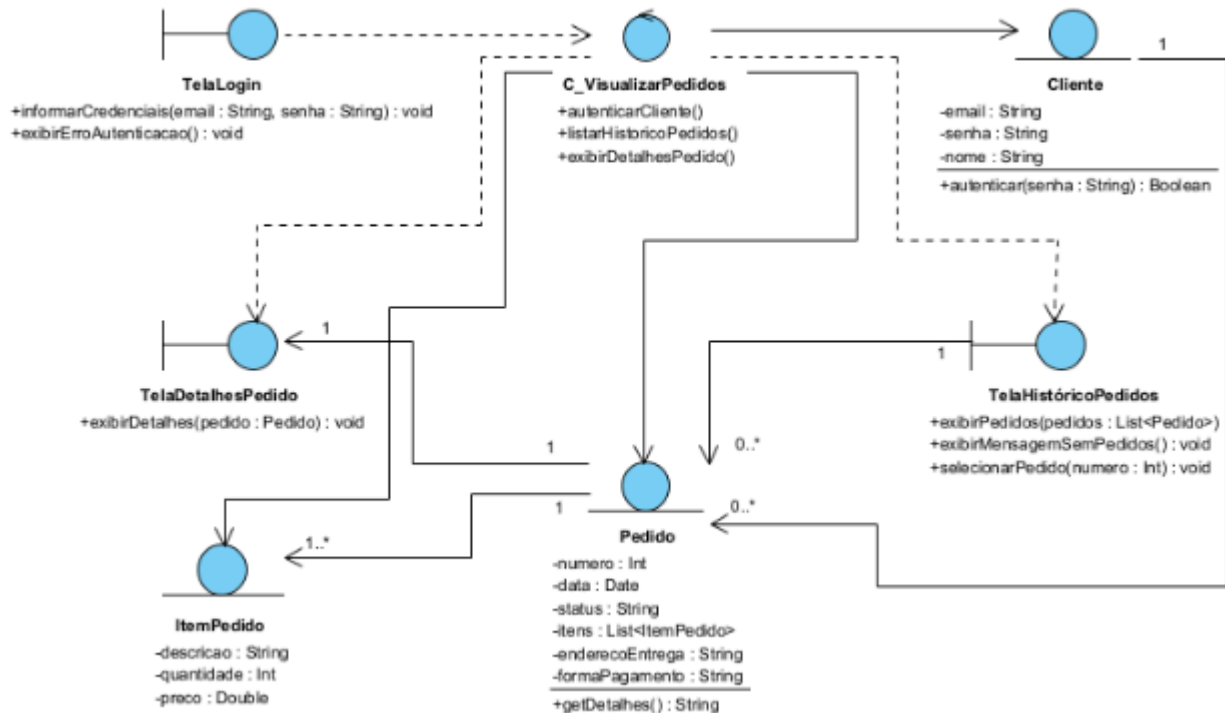 TelaLogin
+informarCredenciais(email : String, senha : String) : void
+exibirErroAutenticacao() : void
C_VisualizarPedidos
+autenticarCliente()
+listarHistoricoPedidos()
+exibirDetalhesPedido()
1
Cliente
-email : String
-senha : String
-nome : String
+autenticar(senha : String) : Boolean
1
TelaDetalhesPedido
+exibirDetalhes(pedido : Pedido) : void
1
TelaHistóricoPedidos
+exibirPedidos(pedidos : List<Pedido>)
+exibirMensagemSemPedidos() : void
+selecionarPedido(numero : Int) : void
1
0..*
1
0..*
1..*
Pedido
-numero : Int
-data : Date
-status : String
-itens : List<ItemPedido>
-enderecoEntrega : String
-formaPagamento : String
+getDetalhes() : String
ItemPedido
-descricao : String
-quantidade : Int
-preco : Double